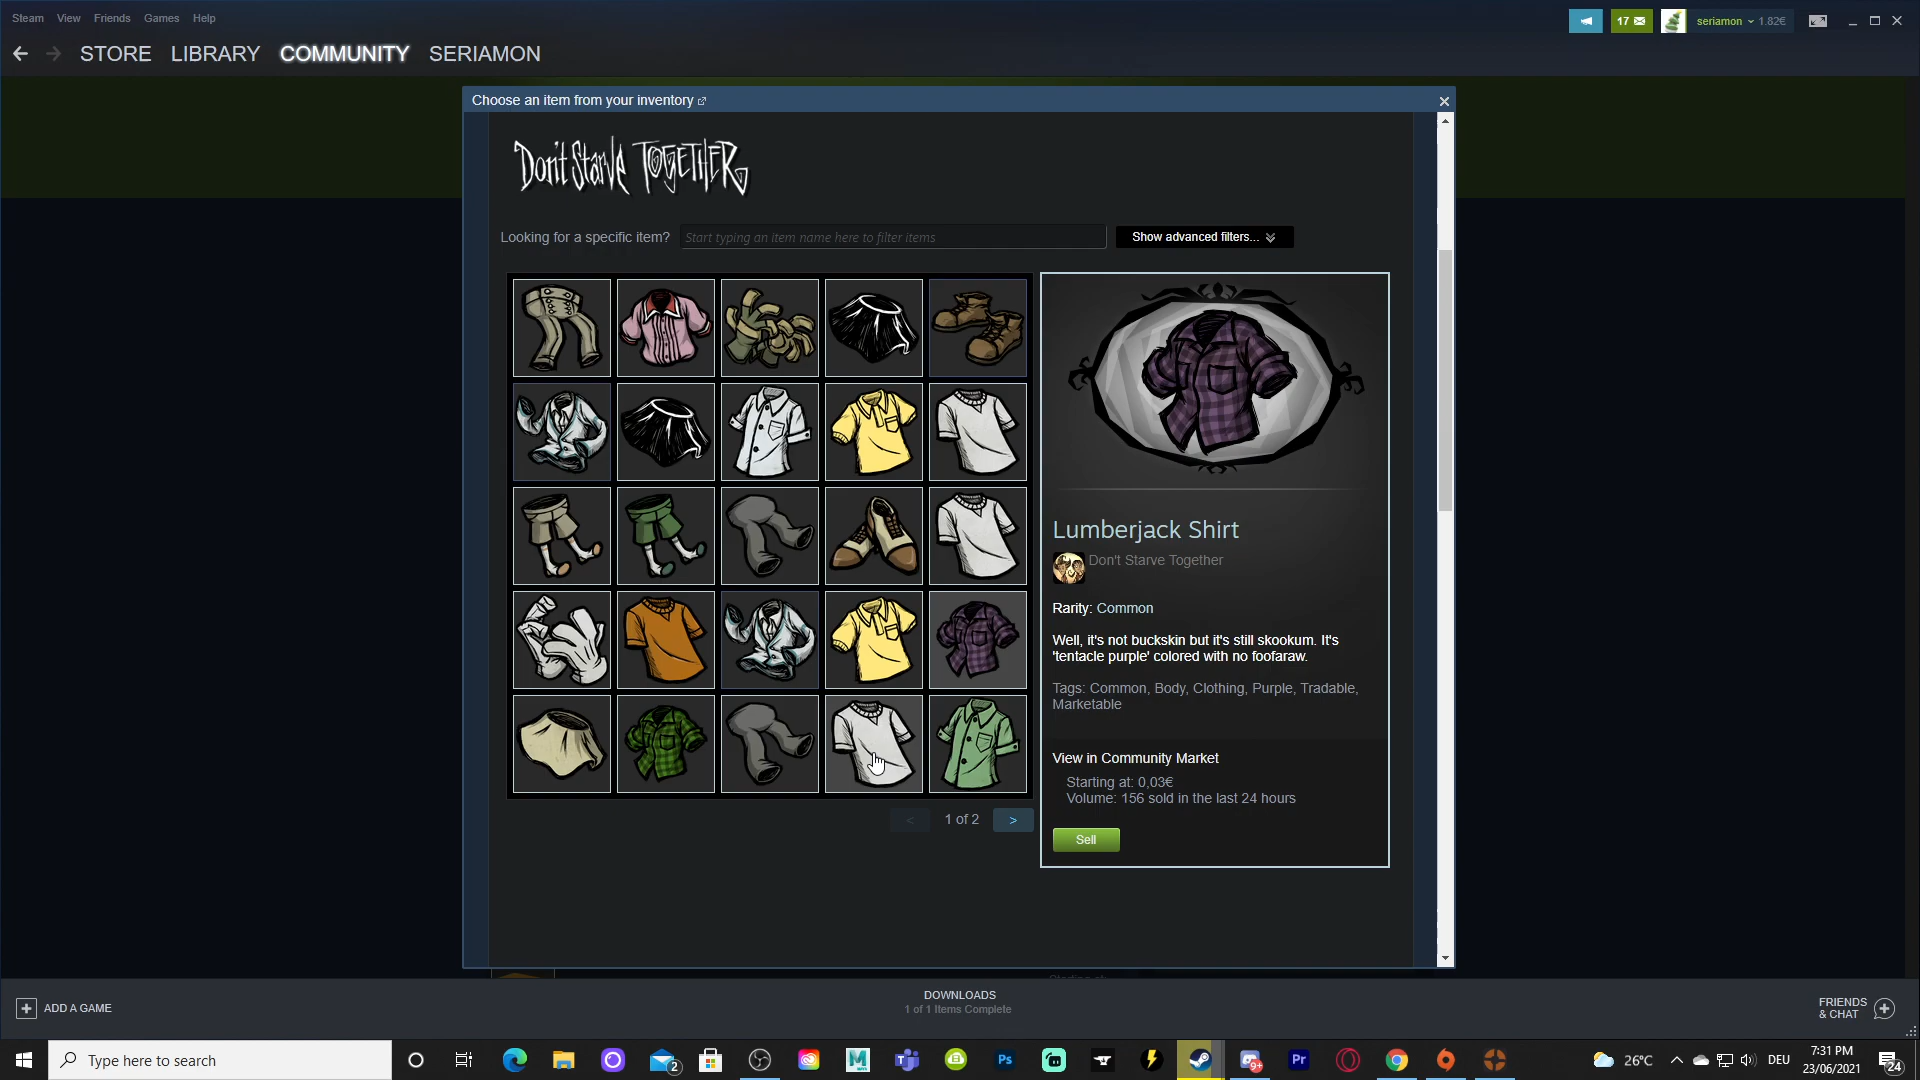 Steam View Friends Games Help
17
seriamon 1.82€
STORE LIBRARY COMMUNITY SERIAMON
Choose an item from your inventory
Don't Starve TOGETHER
Looking for a specific item? Start typing an item name here to filter items Show advanced filters...
Lumberjack Shirt
Don't Starve Together
Rarity: Common
Well, it's not buckskin but it's still skookum. It's
'tentacle purple' colored with no foofaraw.
Tags: Common, Body, Clothing, Purple, Tradable,
Marketable
View in Community Market
Starting at: 0,03€
Volume: 156 sold in the last 24 hours
< 1 of 2 >
Sell
ADD A GAME
DOWNLOADS
1 of 1 Items Complete
FRIENDS
& CHAT
Type here to search
2
Ps
9+
Pr
26°C
DEU
7:31 PM
23/06/2021
24